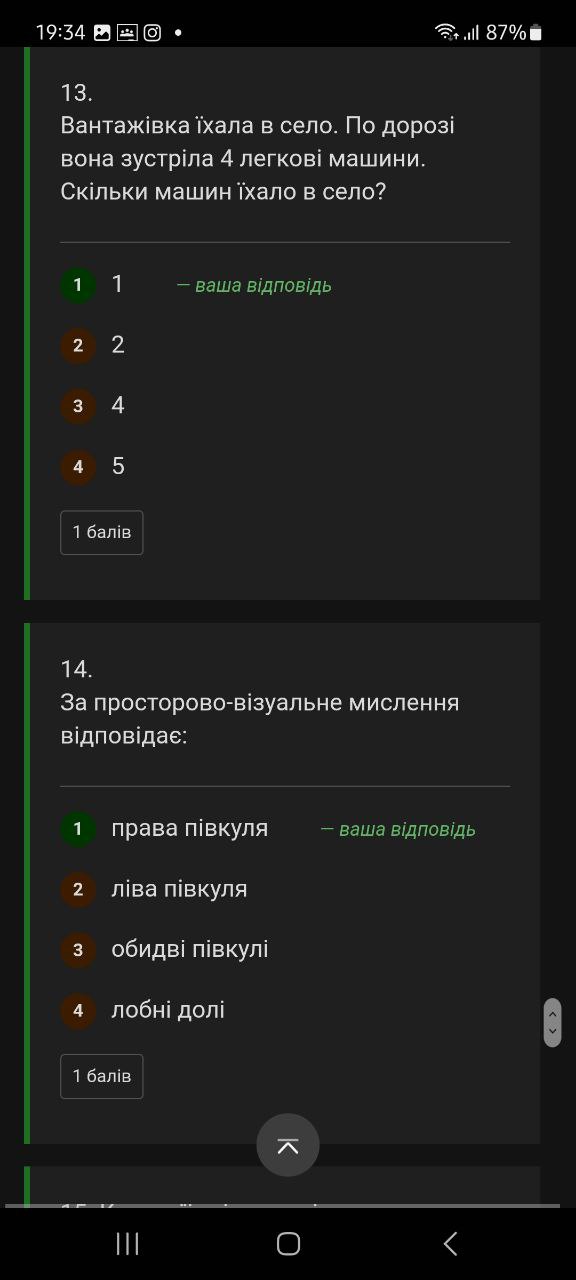 19:34
87%
13.
Вантажівка їхала в село. По дорозі
вона зустріла 4 легкові машини.
Скільки машин їхало в село?
1 1 — ваша відповідь
2 2
3 4
4 5
1 балів
14.
За просторово-візуальне мислення
відповідає:
1 права півкуля — ваша відповідь
2 ліва півкуля
3 обидві півкулі
4 лобні долі
1 балів